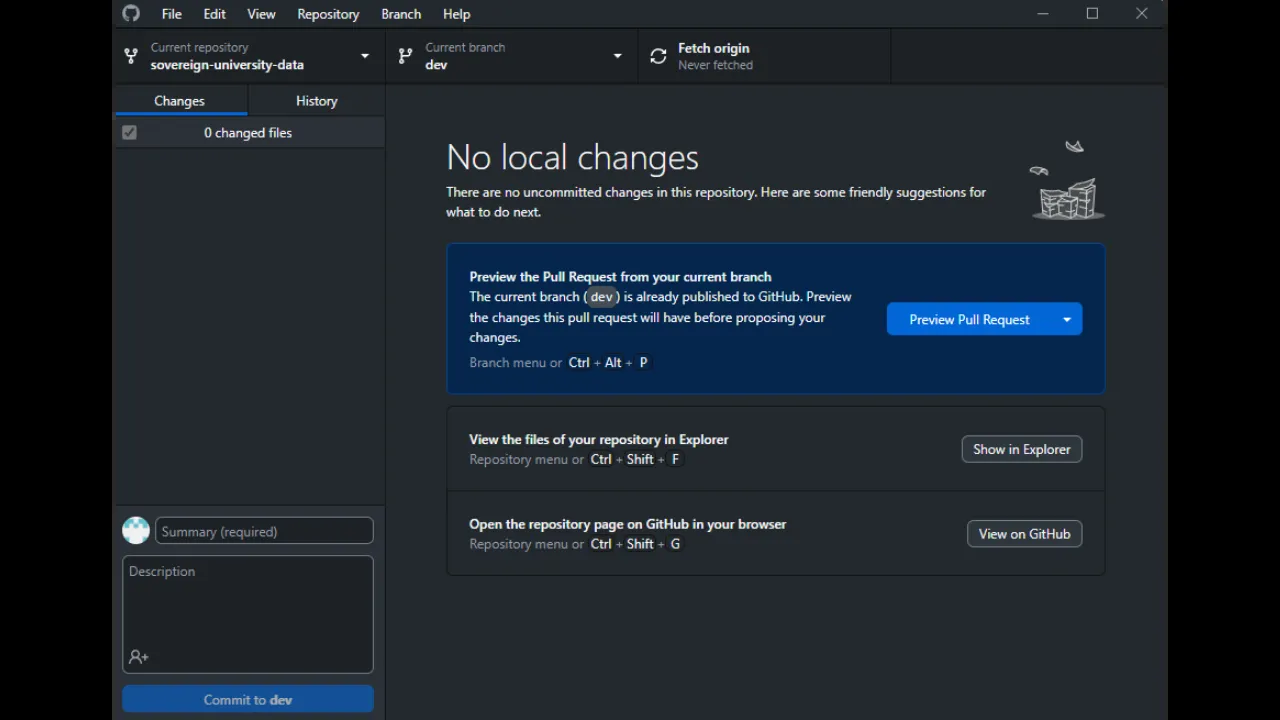 File Edit View Repository Branch Help
Current repository
sovereign-university-data
Current branch
dev
Fetch origin
Never fetched
Changes History
0 changed files
No local changes
There are no uncommitted changes in this repository. Here are some friendly suggestions for
what to do next.
Preview the Pull Request from your current branch
The current branch (dev) is already published to GitHub. Preview
the changes this pull request will have before proposing your
changes.
Branch menu or Ctrl + Alt + P
Preview Pull Request
View the files of your repository in Explorer
Repository menu or Ctrl + Shift + F
Show in Explorer
Open the repository page on GitHub in your browser
Repository menu or Ctrl + Shift + G
View on GitHub
Summary (required)
Description
Commit to dev